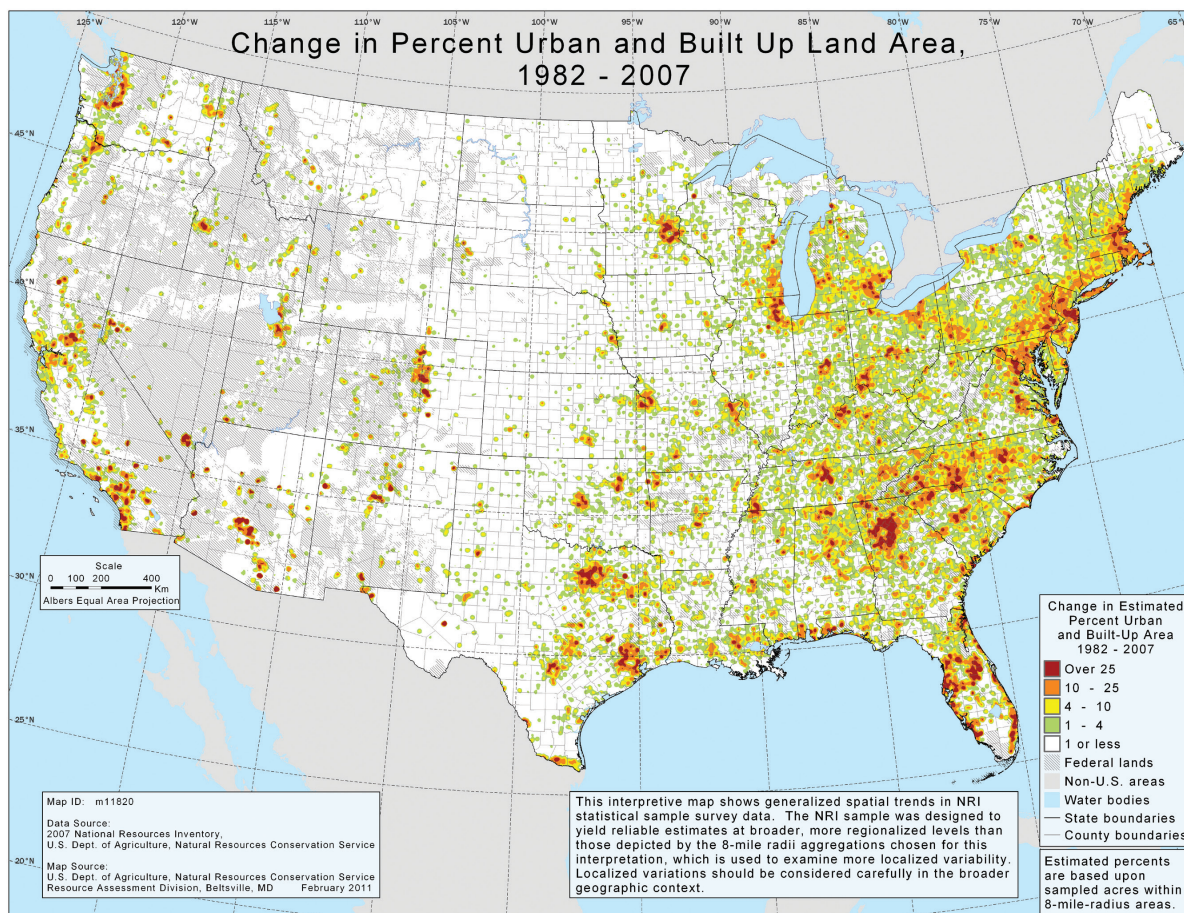 125°W
120°W
115°W
110°W
105°W
100°W
95°W
90°W
85°W
80°W
75°W
70°W
65°W
Change in Percent Urban and Built Up Land Area,
1982 - 2007
45°N
40°N
35°N
30°N
25°N
20°N
Scale
0 100 200 400
Km
Albers Equal Area Projection
Change in Estimated
Percent Urban
and Built-Up Area
1982 - 2007
Over 25
10 - 25
4 - 10
1 - 4
1 or less
Federal lands
Non-U.S. areas
Water bodies
State boundaries
County boundaries
Map ID: m11820
Data Source:
2007 National Resources Inventory,
U.S. Dept. of Agriculture, Natural Resources Conservation Service
Map Source:
U.S. Dept. of Agriculture, Natural Resources Conservation Service
Resource Assessment Division, Beltsville, MD February 2011
This interpretive map shows generalized spatial trends in NRI
statistical sample survey data. The NRI sample was designed to
yield reliable estimates at broader, more regionalized levels than
those depicted by the 8-mile radii aggregations chosen for this
interpretation, which is used to examine more localized variability.
Localized variations should be considered carefully in the broader
geographic context.
Estimated percents
are based upon
sampled acres within
8-mile-radius areas.